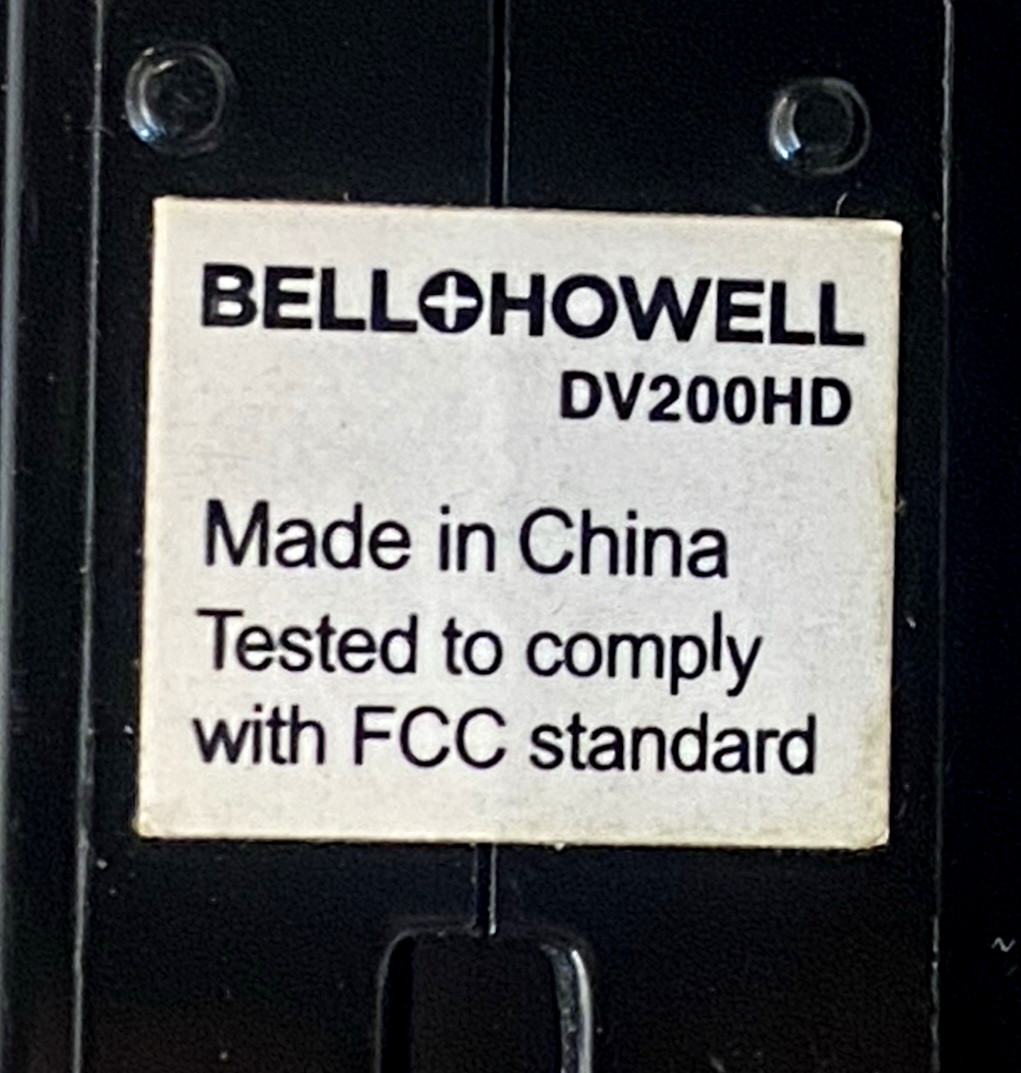 BELL+HOWELL
DV200HD
Made in China
Tested to comply
with FCC standard